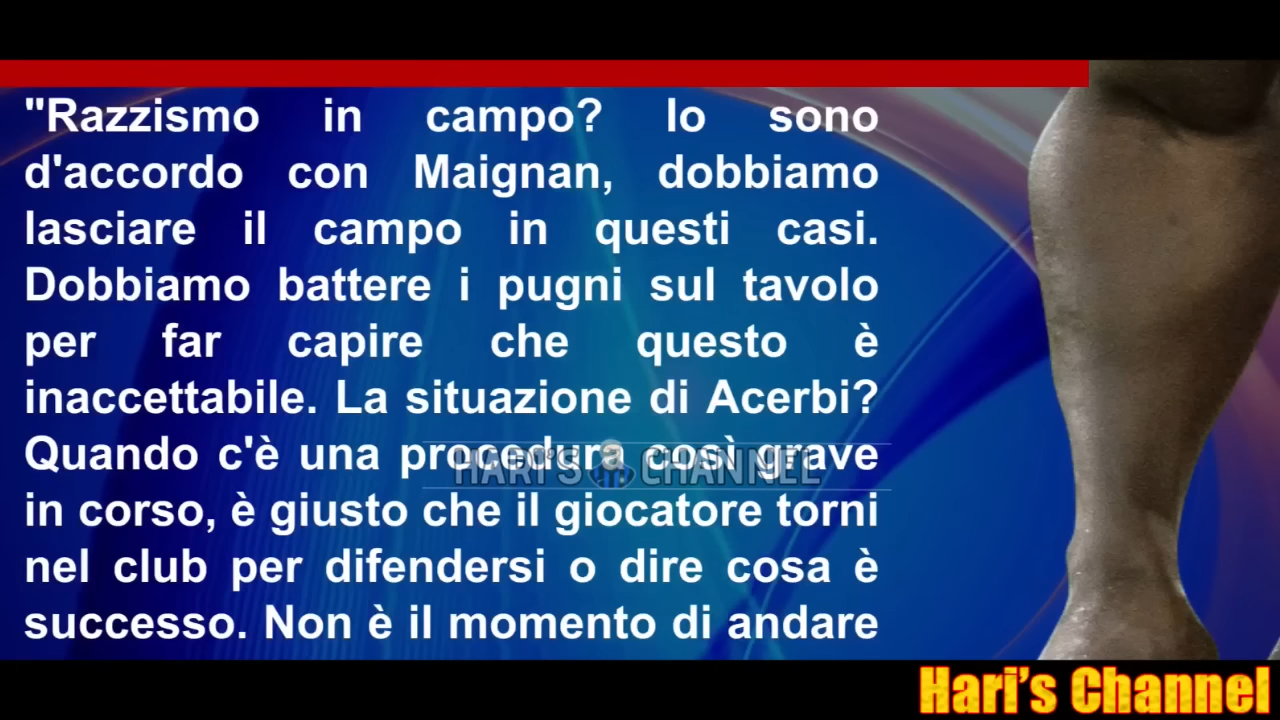 "Razzismo in campo? Io sono
d'accordo con Maignan, dobbiamo
lasciare il campo in questi casi.
Dobbiamo battere i pugni sul tavolo
per far capire che questo è
inaccettabile. La situazione di Acerbi?
Quando c'è una procedura così grave
HARI'S CHANNEL
in corso, è giusto che il giocatore torni
nel club per difendersi o dire cosa è
successo. Non è il momento di andare
Hari's Channel